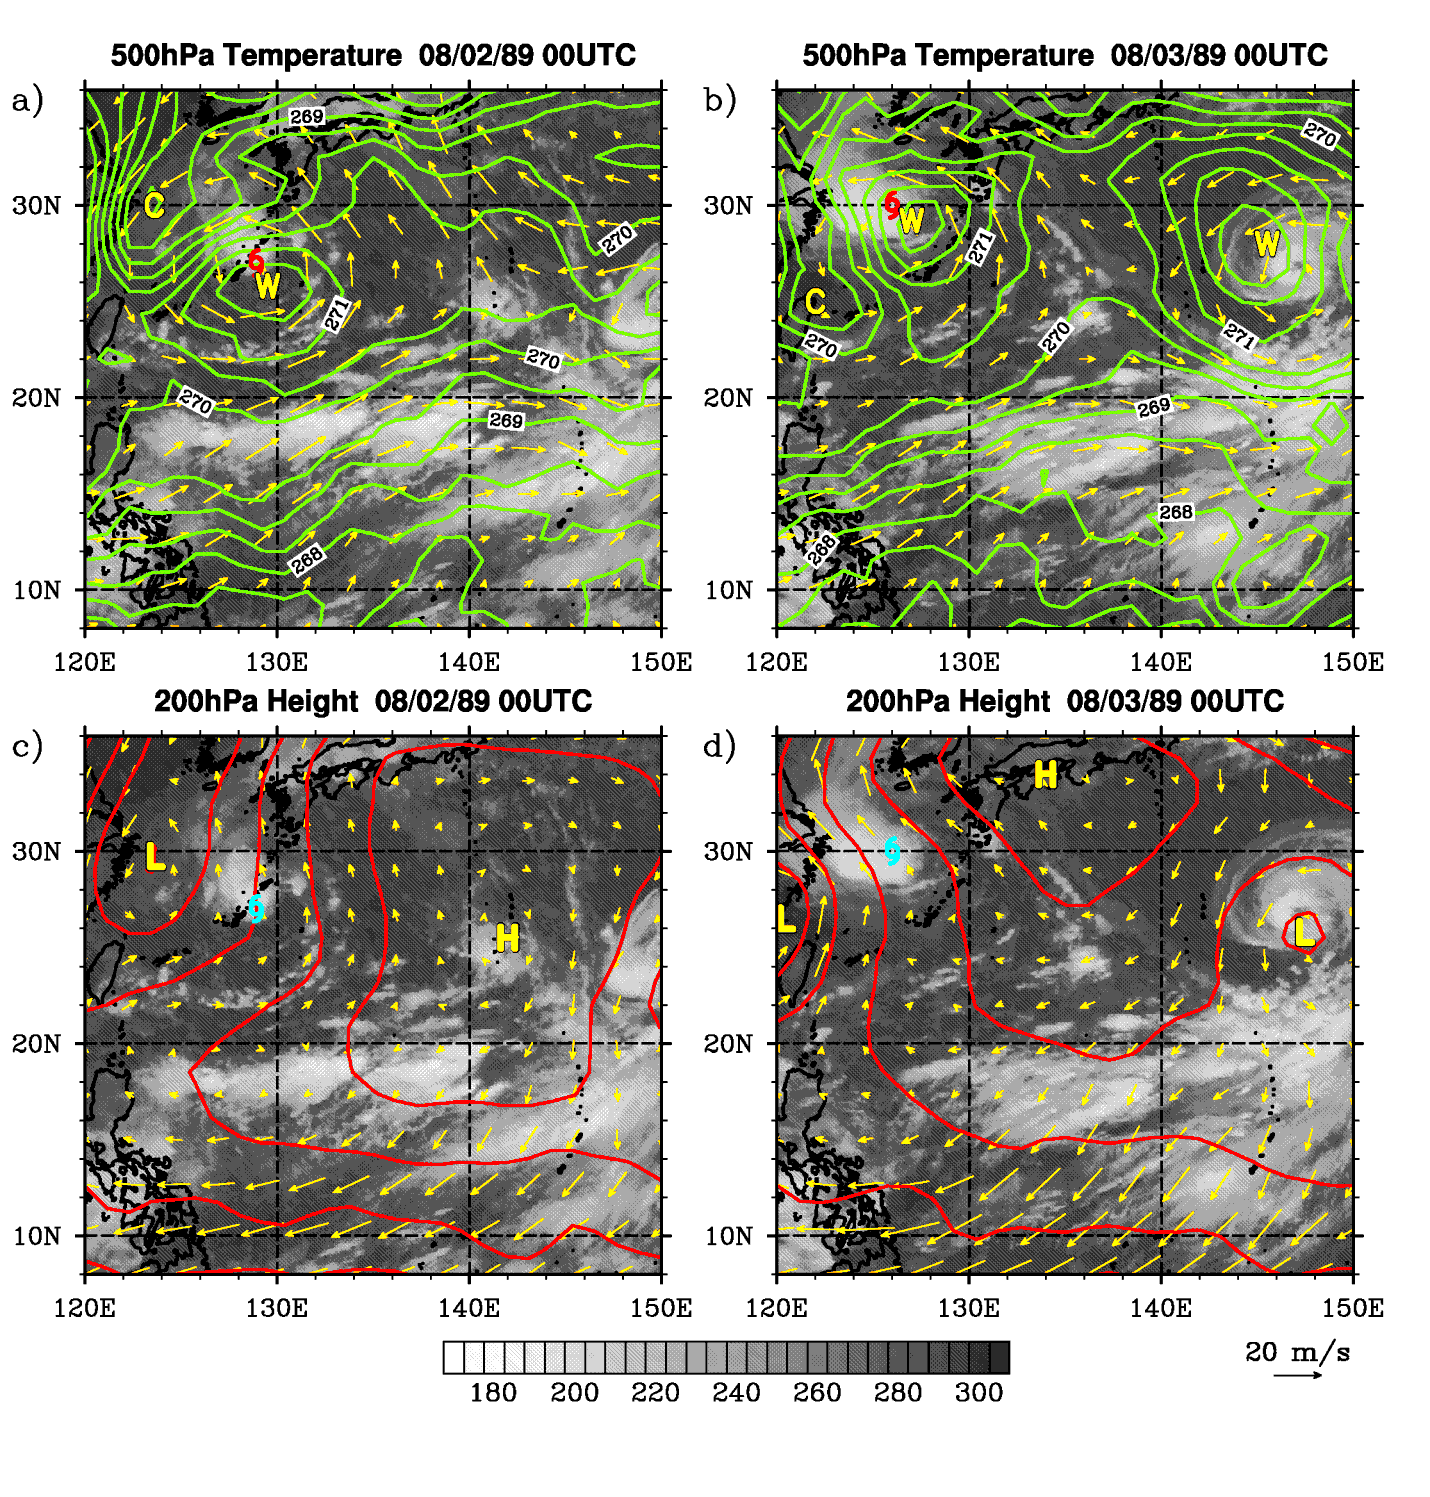 500hPa Temperature 08/02/89 00UTC
500hPa Temperature 08/03/89 00UTC
a)
b)
269
270
30N
C
W
271
270
20N
270
269
268
10N
120E
130E
140E
150E
270
30N
W
W
271
C
270
270
271
20N
269
268
268
10N
120E
130E
140E
150E
200hPa Height 08/02/89 00UTC
200hPa Height 08/03/89 00UTC
c)
d)
30N
L
H
20N
10N
120E
130E
140E
150E
H
30N
L
L
20N
10N
120E
130E
140E
150E
180 200 220 240 260 280 300
20 m/s